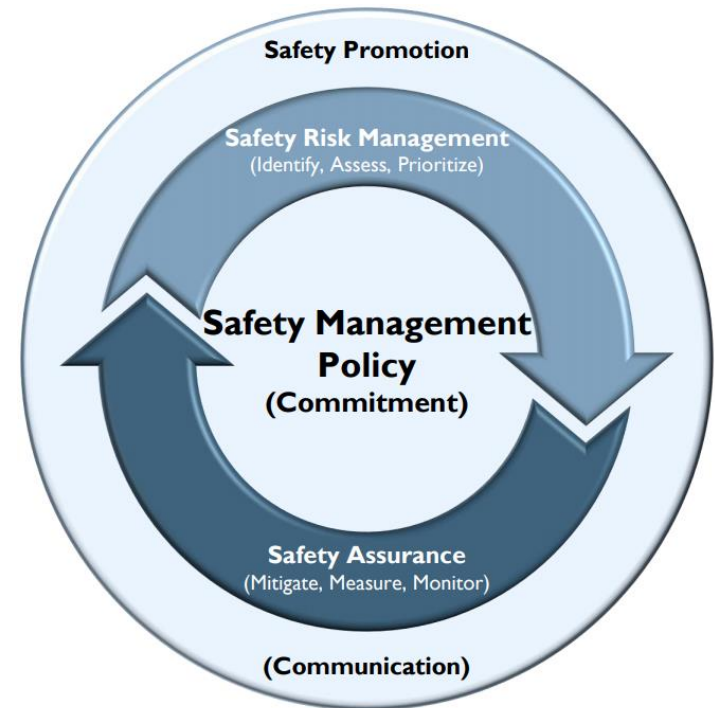 Safety Promotion
Safety Risk Management
(Identify, Assess, Prioritize)
Safety Management
Policy
(Commitment)
Safety Assurance
(Mitigate, Measure, Monitor)
(Communication)